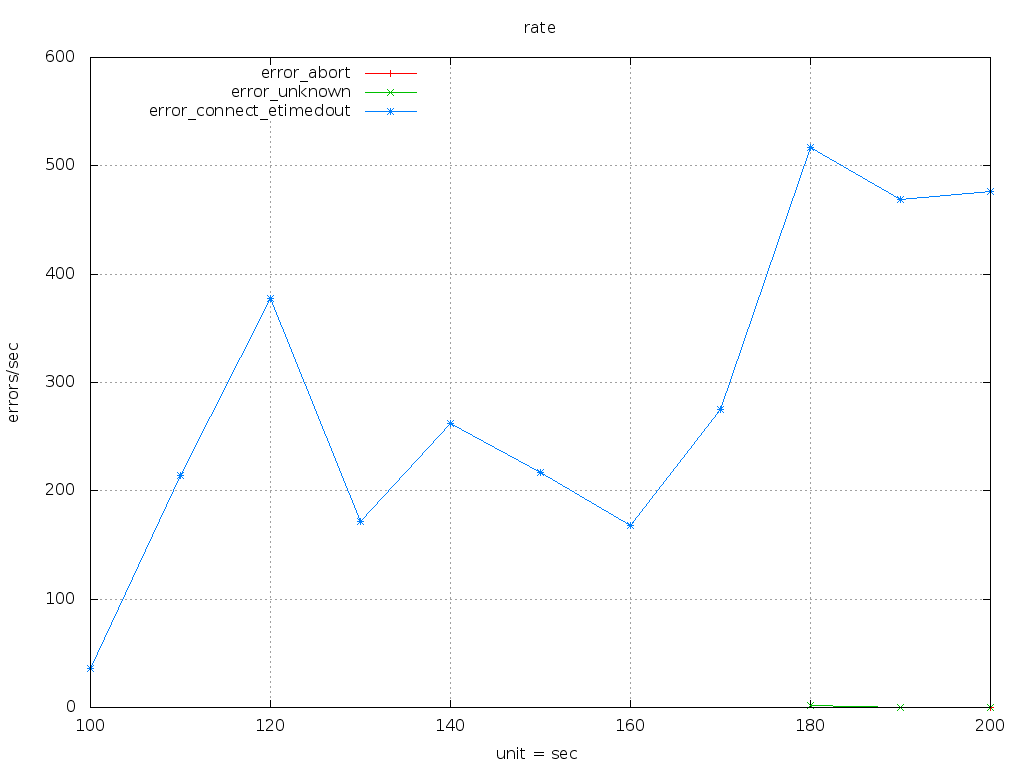 rate
600
error_abort
error_unknown
error_connect_etimedout
500
400
300
200
100
0
errors/sec
100 120 140 160 180 200
unit = sec